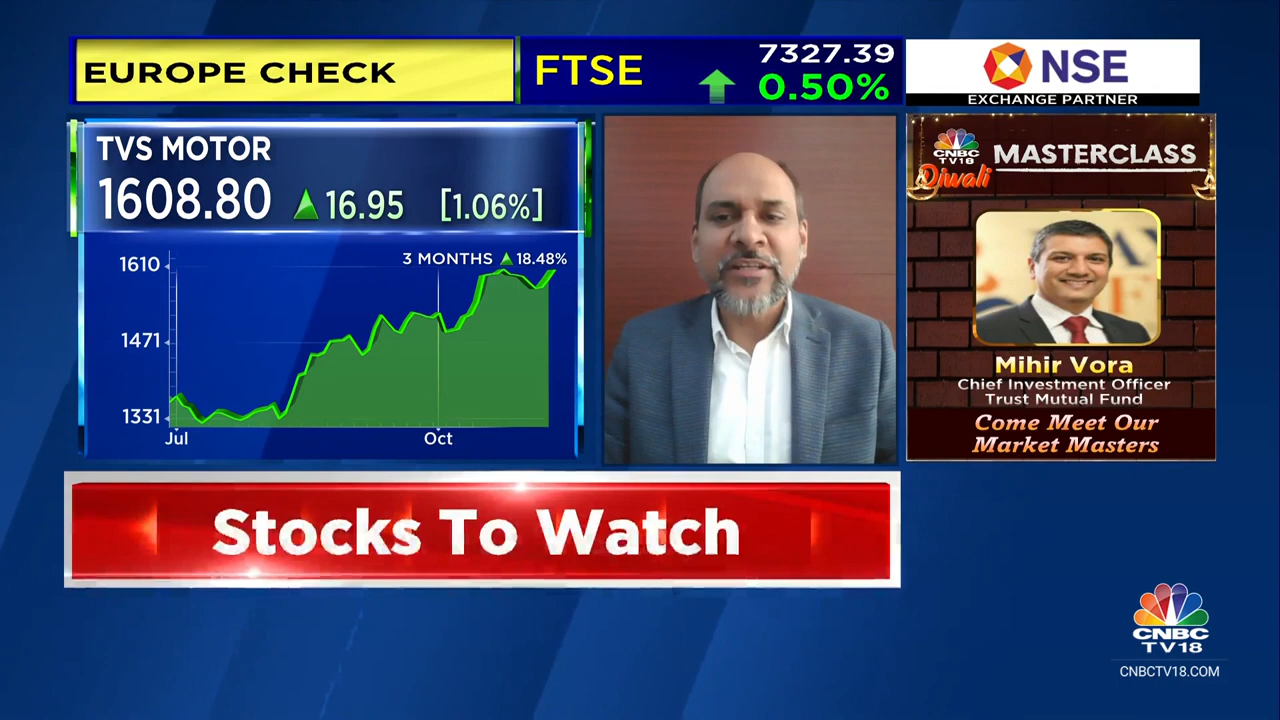 EUROPE CHECK
FTSE
7327.39
0.50%
NSE
EXCHANGE PARTNER
TVS MOTOR
1608.80 16.95 [1.06%]
3 MONTHS 18.48%
1610
1471
1331
Jul Oct
CNBC
TV18
Diwali
MASTERCLASS
Mihir Vora
Chief Investment Officer
Trust Mutual Fund
Come Meet Our
Market Masters
Stocks To Watch
CNBC
TV18
CNBCTV18.COM